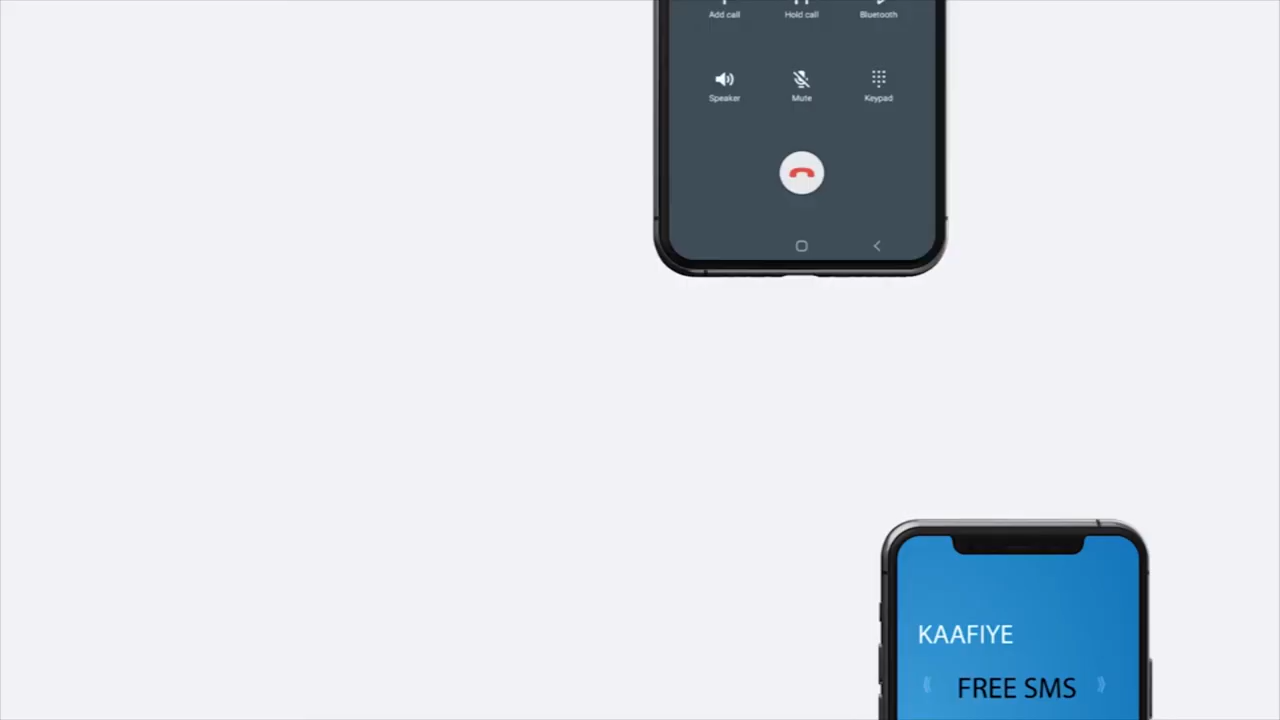 Add call Hold call Bluetooth
Speaker Mute Keypad
KAAFIYE
FREE SMS